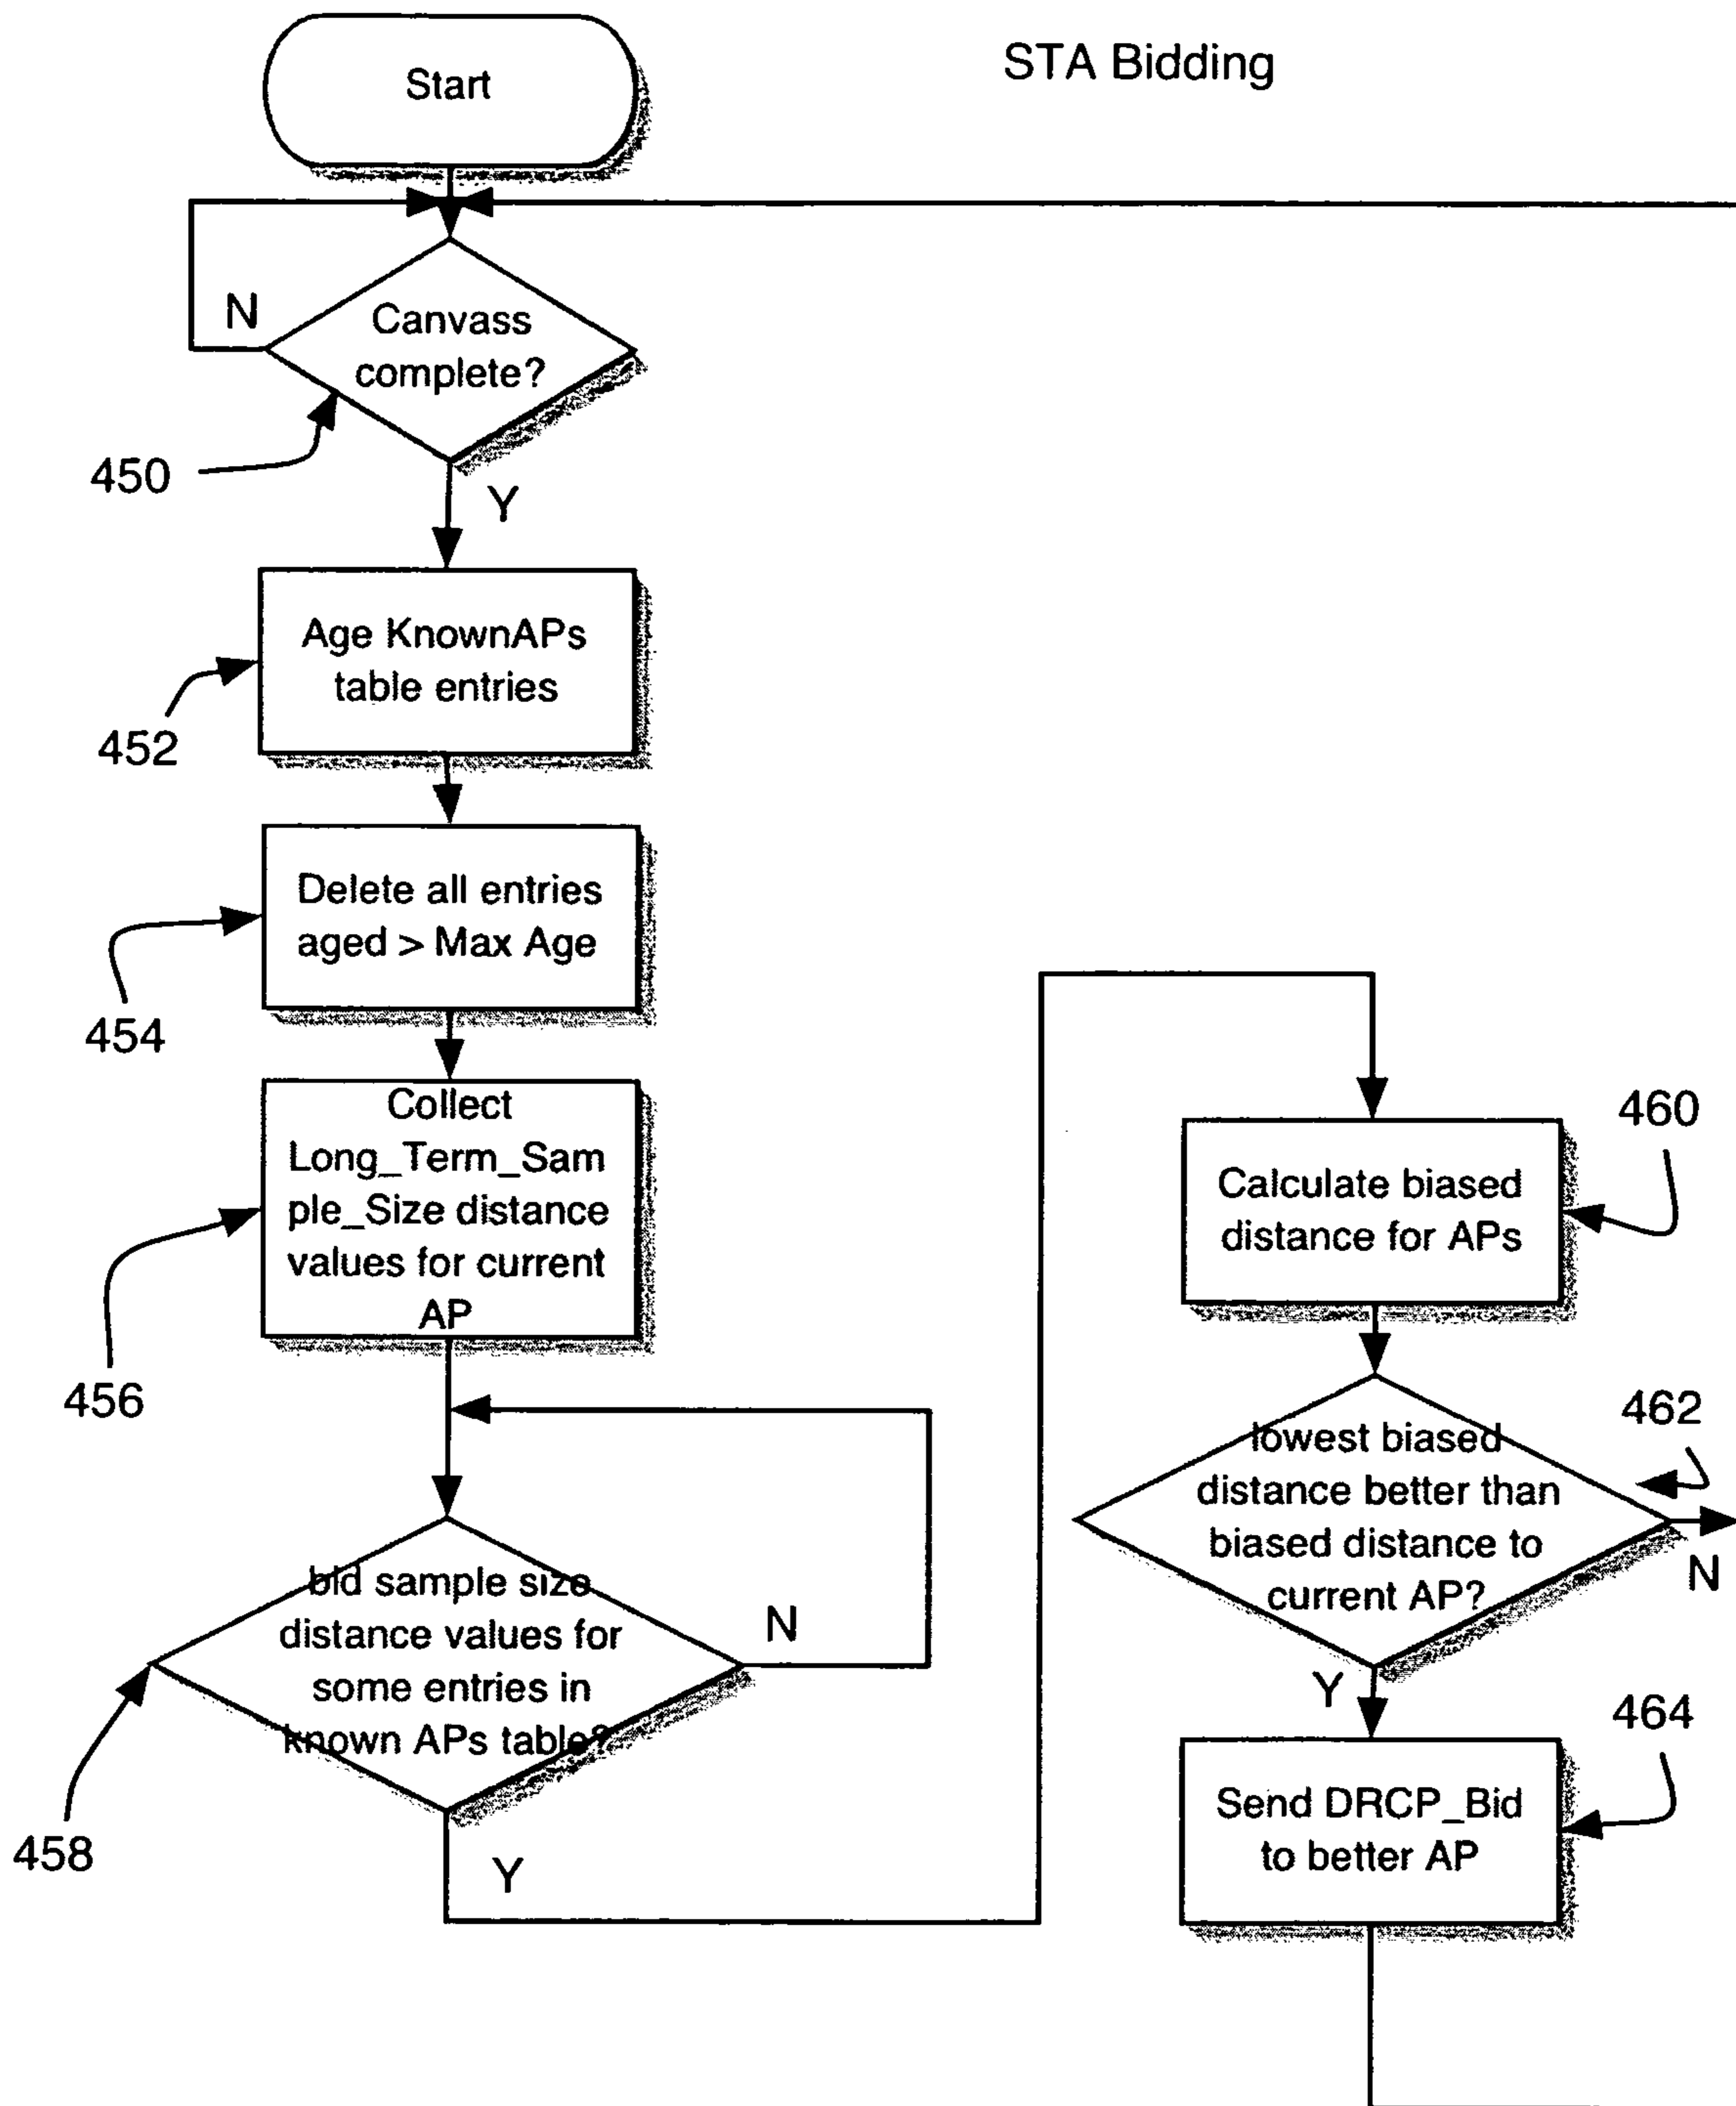 Start
STA Bidding
N
Canvass
complete?
450
Y
Age KnownAPs
table entries
452
Delete all entries
aged > Max Age
454
Collect
Long_Term_Sam
ple_Size distance
values for current
AP
456
bid sample size
distance values for
some entries in
known APs table?
N
458
Y
460
Calculate biased
distance for APs
462
lowest biased
distance better than
biased distance to
current AP?
N
Y
464
Send DRCP_Bid
to better AP